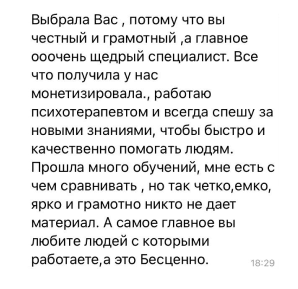 Выбрала Вас , потому что вы
честный и грамотный ,а главное
ооочень щедрый специалист. Все
что получила у нас
монетизировала., работаю
психотерапевтом и всегда спешу за
новыми знаниями, чтобы быстро и
качественно помогать людям.
Прошла много обучений, мне есть с
чем сравнивать , но так четко,емко,
ярко и грамотно никто не дает
материал. А самое главное вы
любите людей с которыми
работаете,а это Бесценно.
18:29